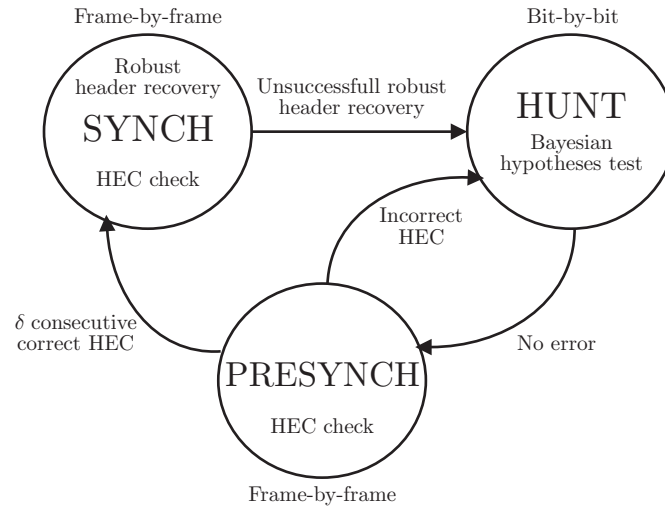 Frame-by-frame
Bit-by-bit
Robust
header recovery
SYNCH
HEC check
Unsuccessfull robust
header recovery
HUNT
Bayesian
hypotheses test
Incorrect
HEC
δ consecutive
correct HEC
No error
PRESYNCH
HEC check
Frame-by-frame